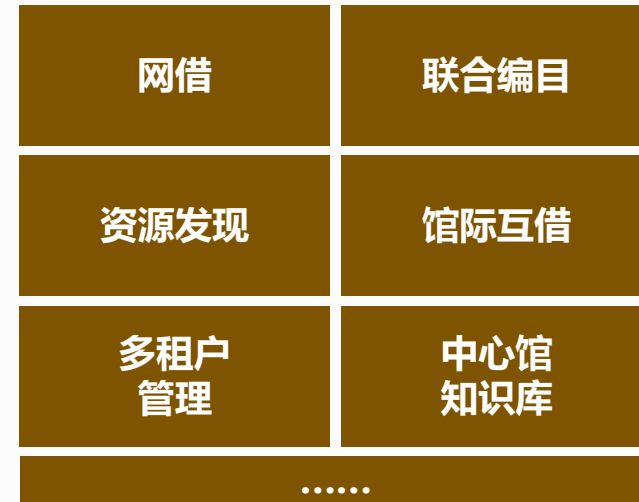 网借
联合编目
资源发现
馆际互借
多租户
管理
中心馆
知识库
......